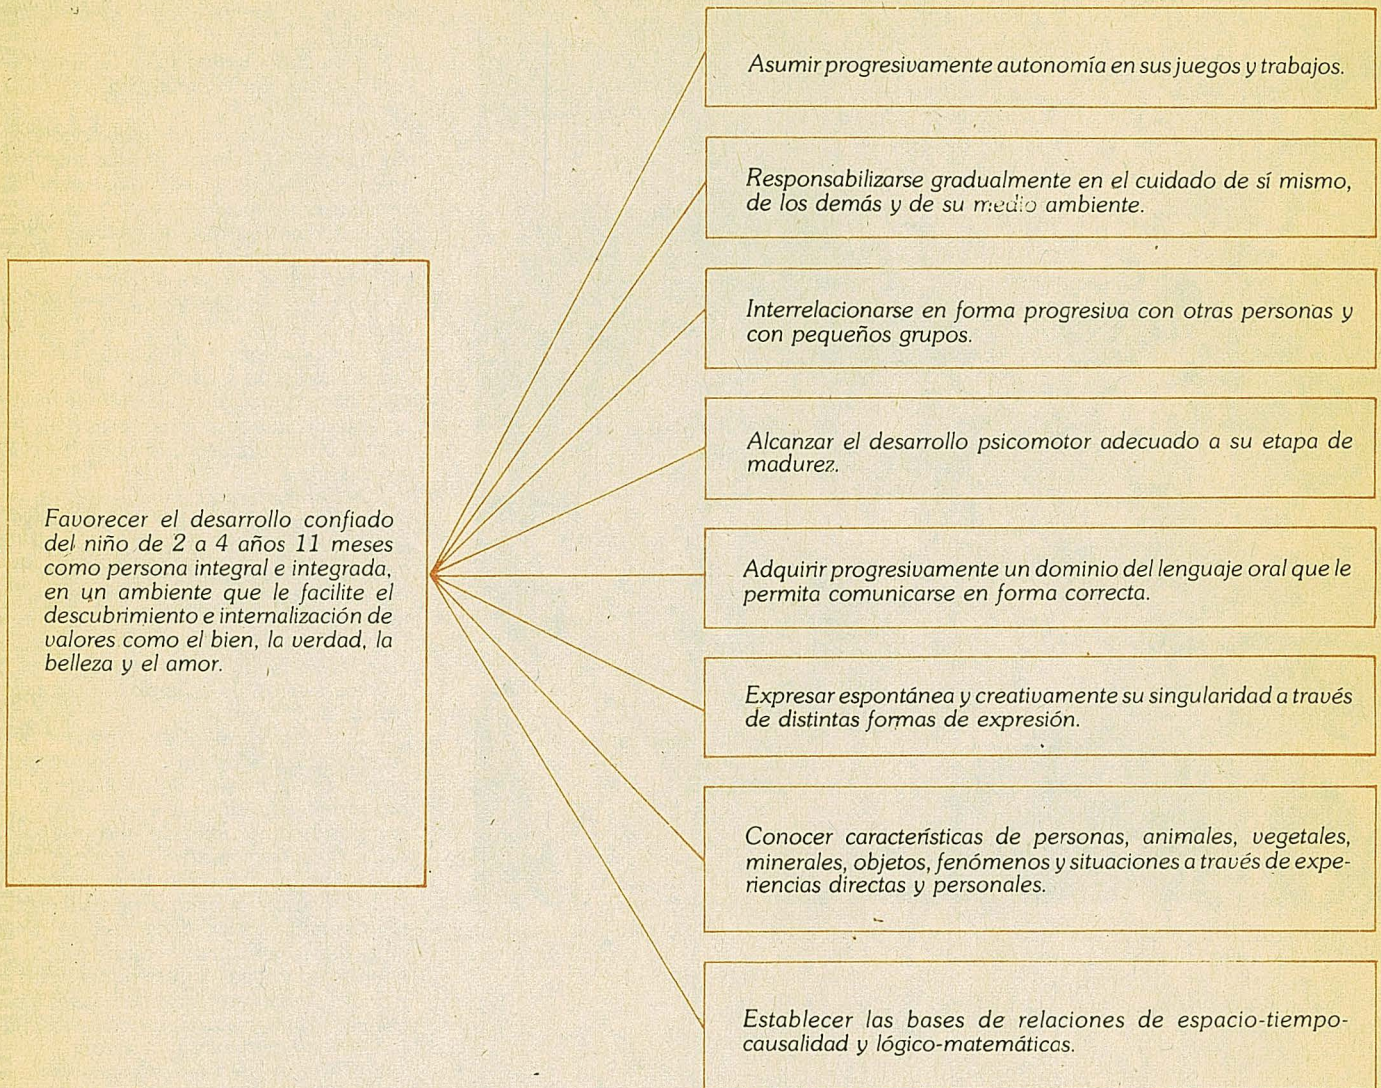 Favorecer el desarrollo confiado
del niño de 2 a 4 años 11 meses
como persona integral e integrada,
en un ambiente que le facilite el
descubrimiento e internalización de
valores como el bien, la verdad, la
belleza y el amor.
Asumir progresivamente autonomía en sus juegos y trabajos.
Responsabilizarse gradualmente en el cuidado de sí mismo,
de los demás y de su medio ambiente.
Interrelacionarse en forma progresiva con otras personas y
con pequeños grupos.
Alcanzar el desarrollo psicomotor adecuado a su etapa de
madurez.
Adquirir progresivamente un dominio del lenguaje oral que le
permita comunicarse en forma correcta.
Expresar espontánea y creativamente su singularidad a través
de distintas formas de expresión.
Conocer características de personas, animales, vegetales,
minerales, objetos, fenómenos y situaciones a través de expe-
riencias directas y personales.
Establecer las bases de relaciones de espacio-tiempo-
causalidad y lógico-matemáticas.